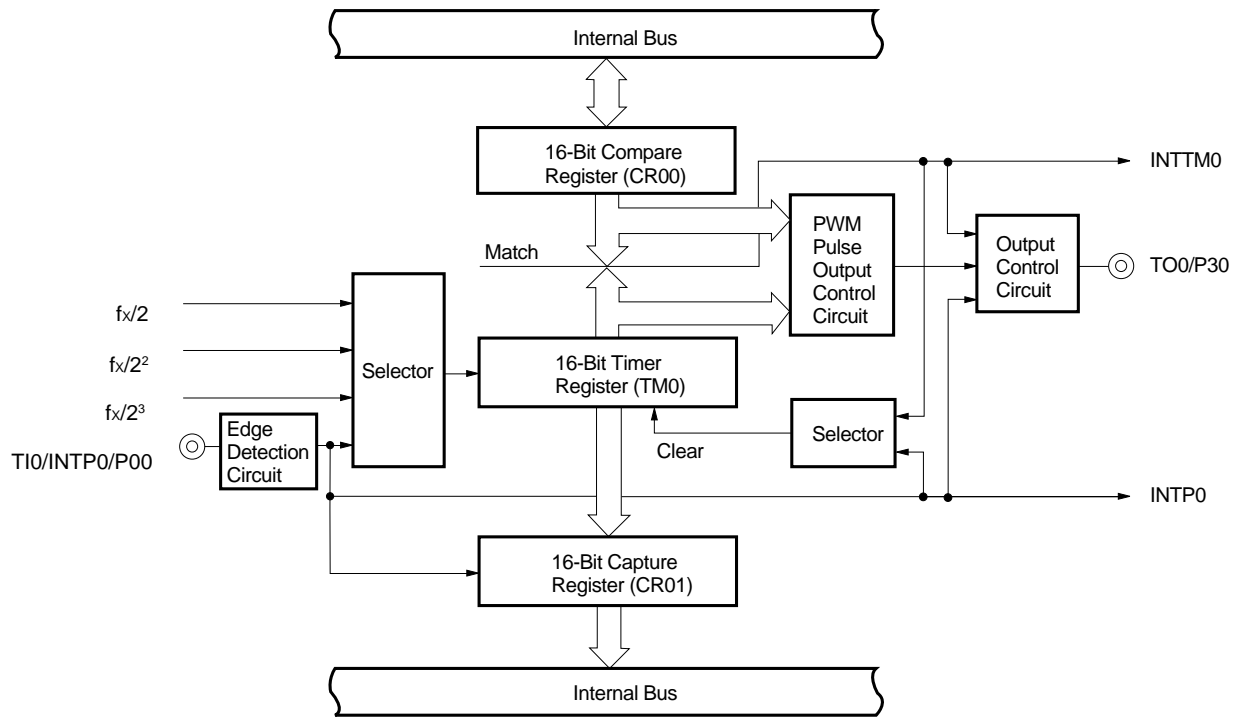 Internal Bus
16-Bit Compare
Register (CR00)
INTTM0
PWM
Pulse
Output
Control
Circuit
Output
Control
Circuit
TO0/P30
Match
fx/2
fx/2²
fx/2³
Selector
16-Bit Timer
Register (TM0)
TI0/INTP0/P00
Edge
Detection
Circuit
Clear
Selector
INTP0
16-Bit Capture
Register (CR01)
Internal Bus